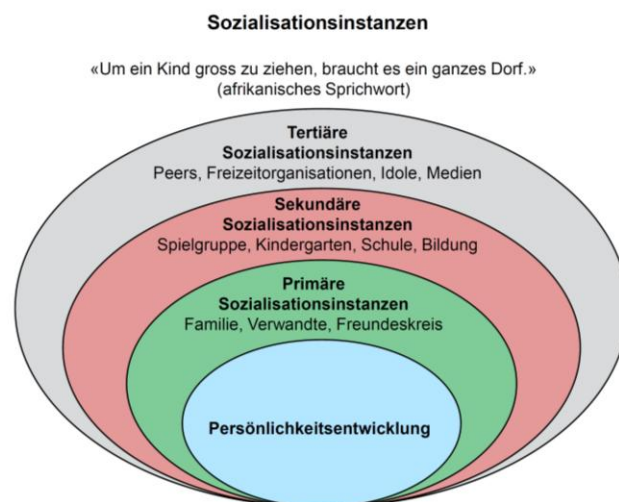 Sozialisationsinstanzen
«Um ein Kind gross zu ziehen, braucht es ein ganzes Dorf.»
(afrikanisches Sprichwort)
Tertiäre
Sozialisationsinstanzen
Peers, Freizeitorganisationen, Idole, Medien
Sekundäre
Sozialisationsinstanzen
Spielgruppe, Kindergarten, Schule, Bildung
Primäre
Sozialisationsinstanzen
Familie, Verwandte, Freundeskreis
Persönlichkeitsentwicklung